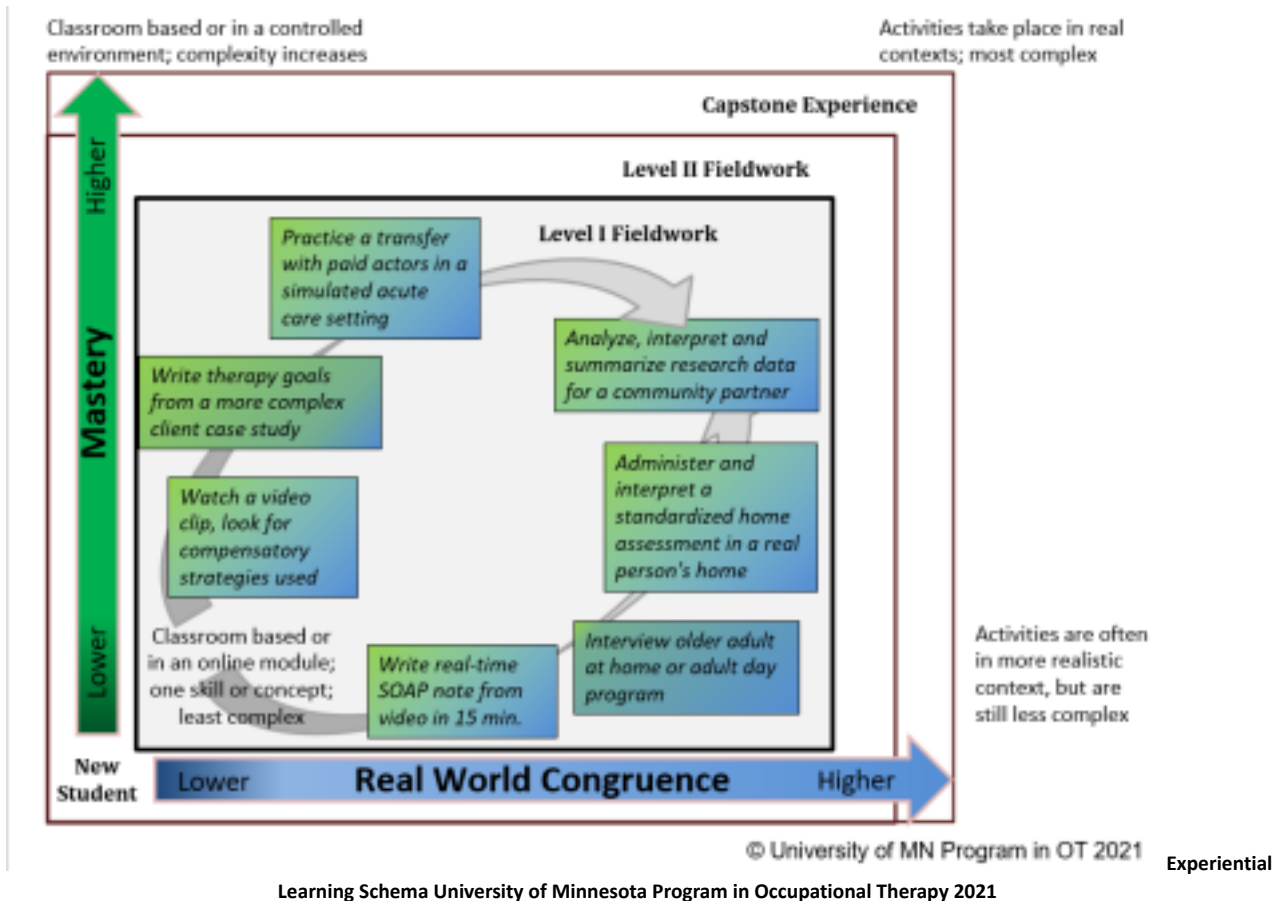 Classroom based or in a controlled
environment; complexity increases
Activities take place in real
contexts; most complex
Capstone Experience
Level II Fieldwork
Level I Fieldwork
Higher
Mastery
Lower
Practice a transfer
with paid actors in a
simulated acute
care setting
Analyze, interpret and
summarize research data
for a community partner
Write therapy goals
from a more complex
client case study
Administer and
interpret a
standardized home
assessment in a real
person's home
Watch a video
clip, look for
compensatory
strategies used
Classroom based or
in an online module;
one skill or concept;
least complex
Write real-time
SOAP note from
video in 15 min.
Interview older adult
at home or adult day
program
Activities are often
in more realistic
context, but are
still less complex
New
Student
Lower
Real World Congruence
Higher
© University of MN Program in OT 2021
Experiential
Learning Schema University of Minnesota Program in Occupational Therapy 2021